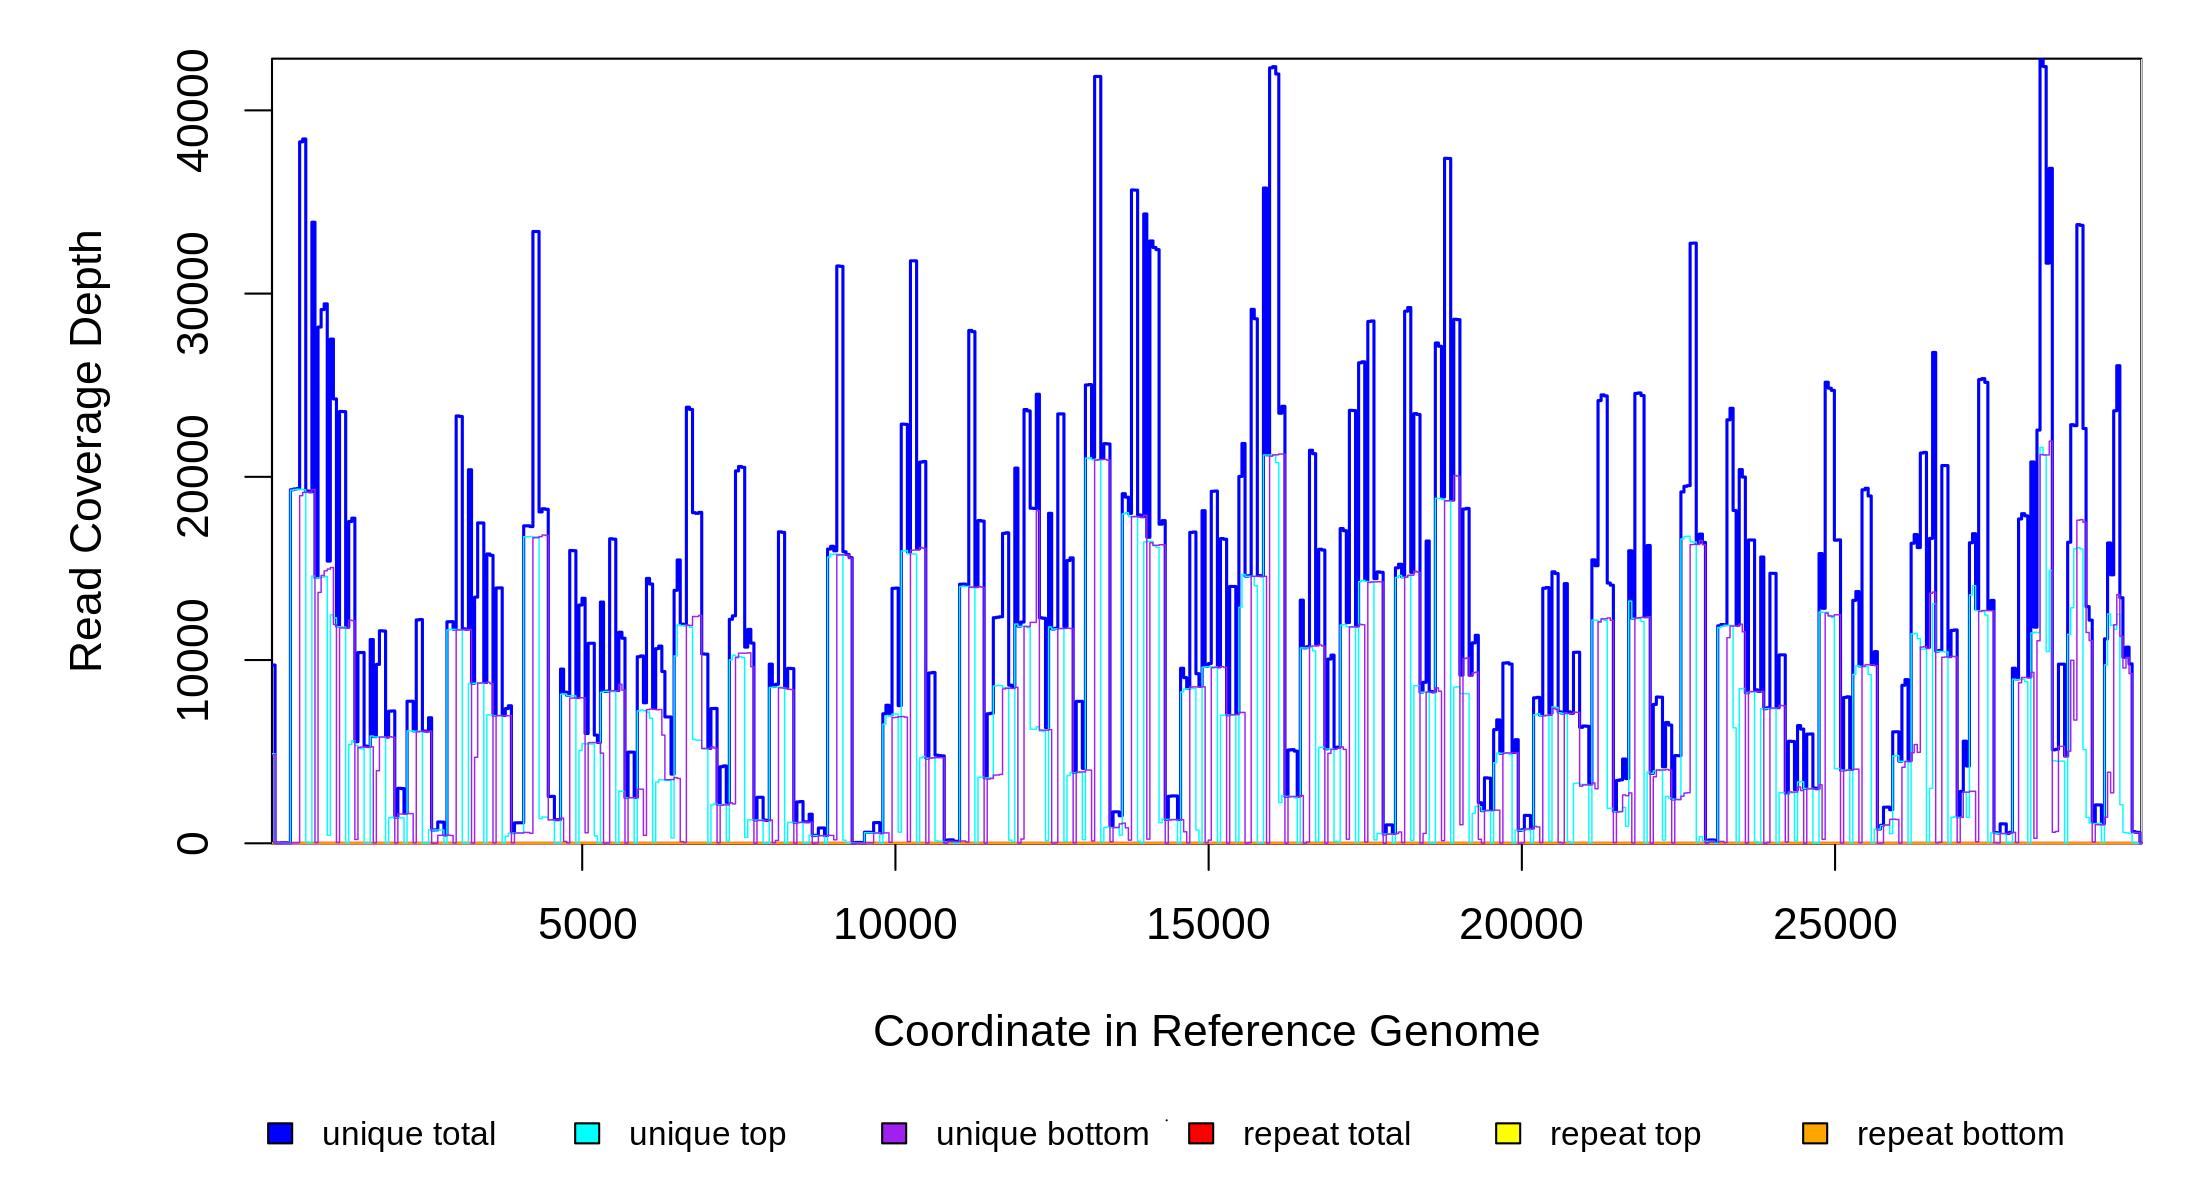 Read Coverage Depth
40000
30000
20000
10000
0
5000 10000 15000 20000 25000
Coordinate in Reference Genome
unique total unique top unique bottom repeat total repeat top repeat bottom